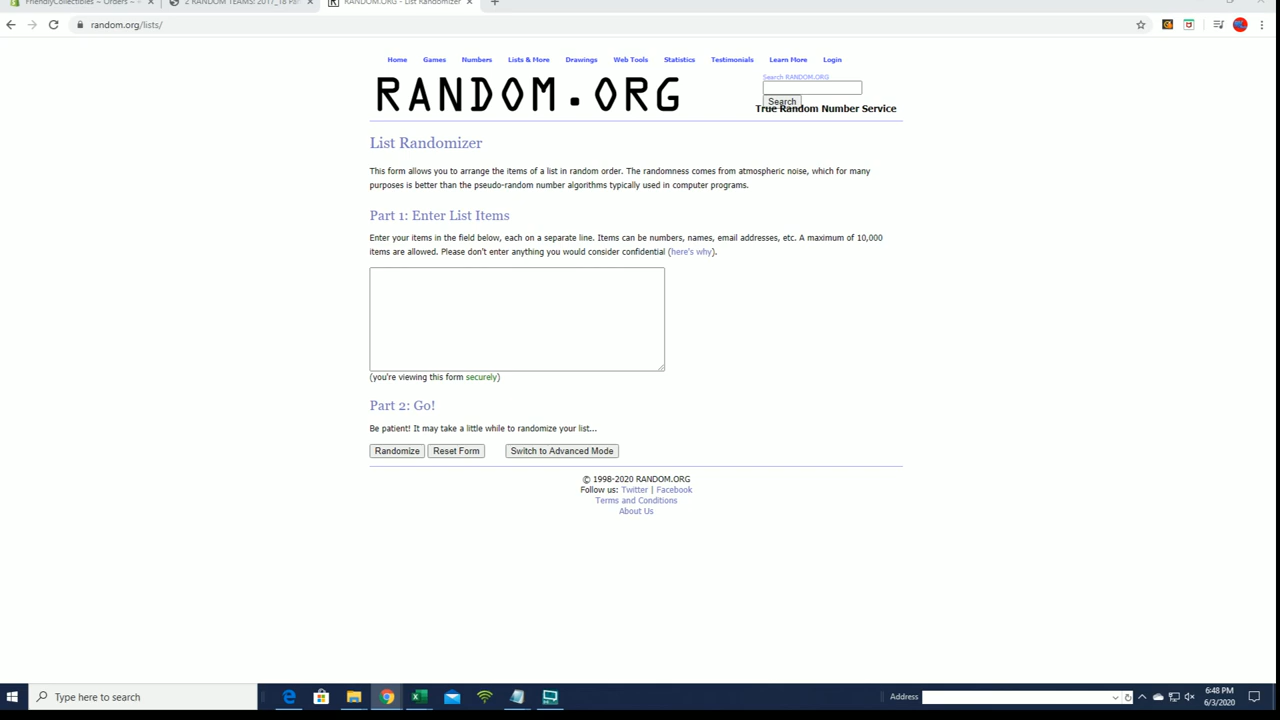 FriendlyCollectibles ~ Orders ~
2 RANDOM TEAMS: 2017_18 Pa
RANDOM.ORG - List Randomizer
random.org/lists/
Home Games Numbers Lists & More Drawings Web Tools Statistics Testimonials Learn More Login
Search RANDOM.ORG
RANDOM.ORG
Search
True Random Number Service
List Randomizer
This form allows you to arrange the items of a list in random order. The randomness comes from atmospheric noise, which for many
purposes is better than the pseudo-random number algorithms typically used in computer programs.
Part 1: Enter List Items
Enter your items in the field below, each on a separate line. Items can be numbers, names, email addresses, etc. A maximum of 10,000
items are allowed. Please don't enter anything you would consider confidential (here's why).
(you're viewing this form securely)
Part 2: Go!
Be patient! It may take a little while to randomize your list...
Randomize Reset Form Switch to Advanced Mode
© 1998-2020 RANDOM.ORG
Follow us: Twitter | Facebook
Terms and Conditions
About Us
Type here to search
Address
6:48 PM
6/3/2020